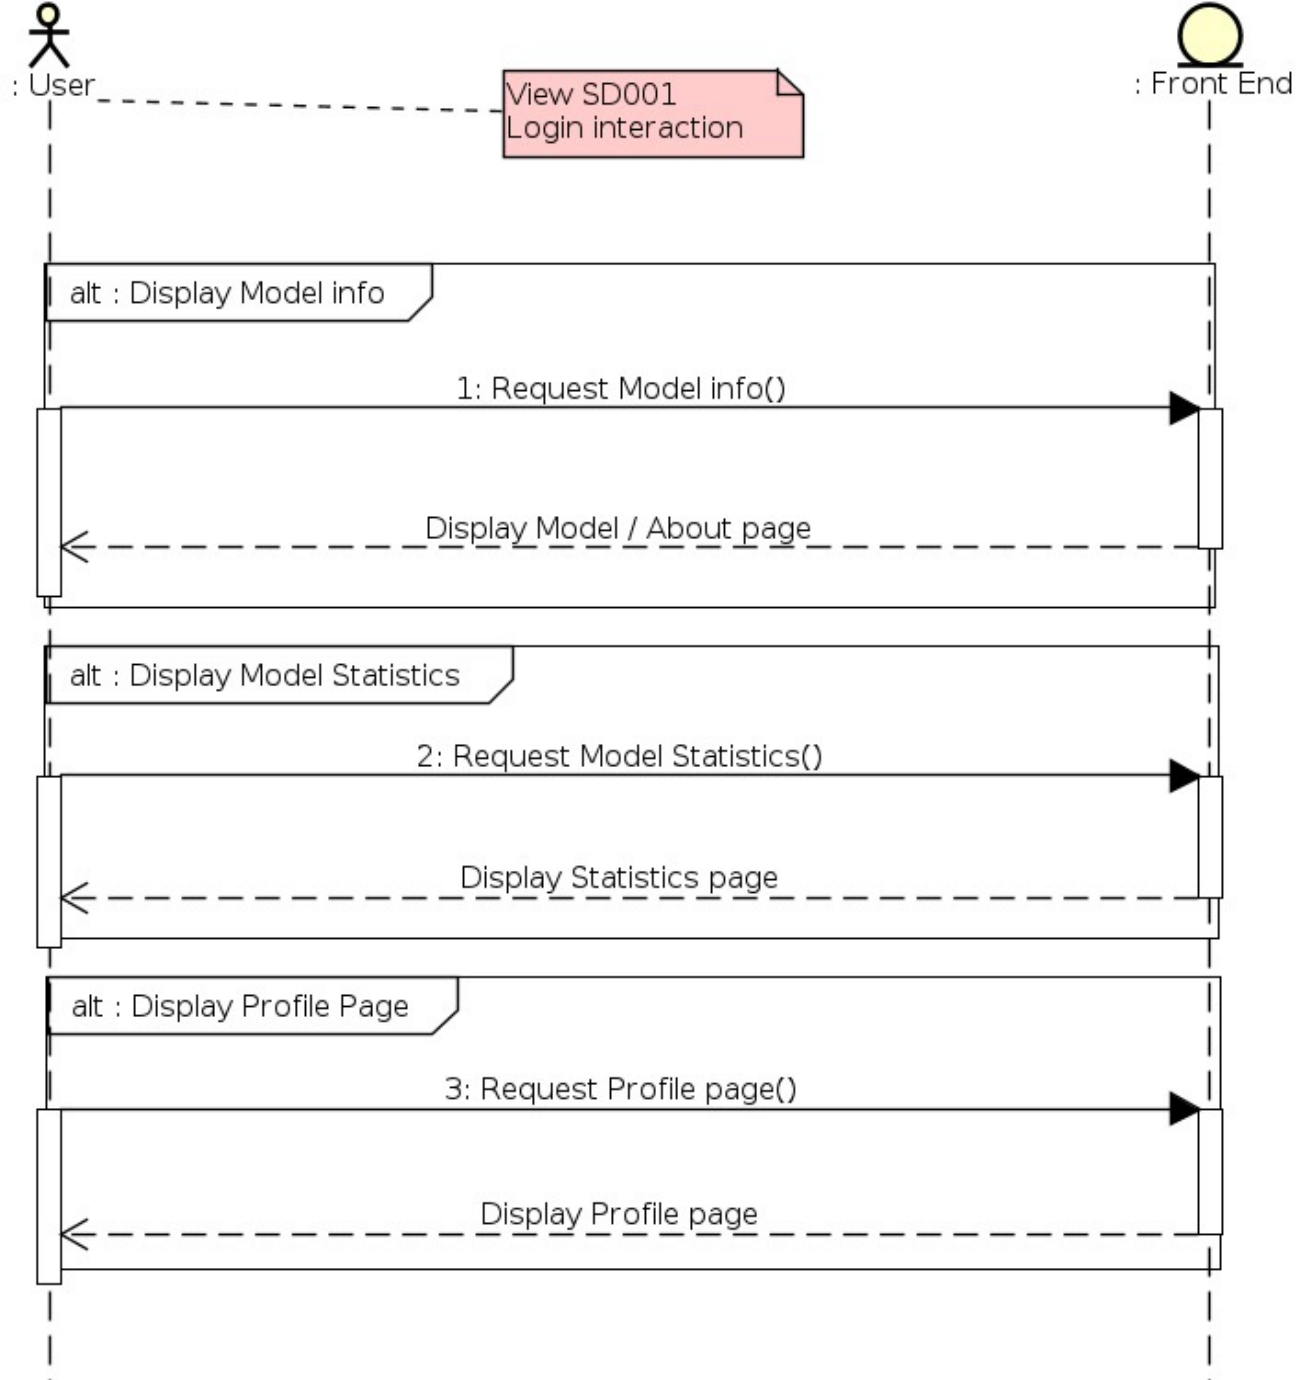 : User
: Front End
View SD001
Login interaction
alt : Display Model info
1: Request Model info()
Display Model / About page
alt : Display Model Statistics
2: Request Model Statistics()
Display Statistics page
alt : Display Profile Page
3: Request Profile page()
Display Profile page